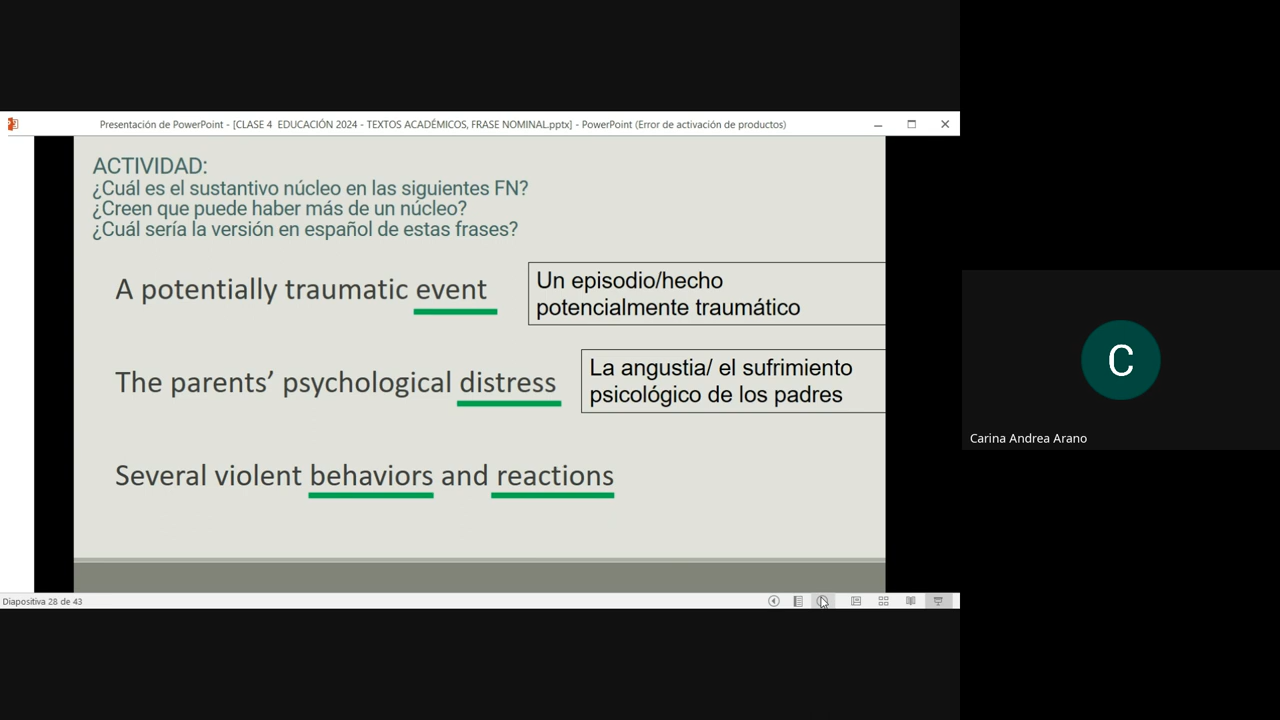 Presentación de PowerPoint - [CLASE 4  EDUCACIÓN 2024 - TEXTOS ACADÉMICOS, FRASE NOMINAL.pptx] - PowerPoint (Error de activación de productos)
ACTIVIDAD:
¿Cuál es el sustantivo núcleo en las siguientes FN?
¿Creen que puede haber más de un núcleo?
¿Cuál sería la versión en español de estas frases?
A potentially traumatic event
Un episodio/hecho
potencialmente traumático
The parents’ psychological distress
La angustia/ el sufrimiento
psicológico de los padres
Several violent behaviors and reactions
Diapositiva 28 de 43
C
Carina Andrea Arano